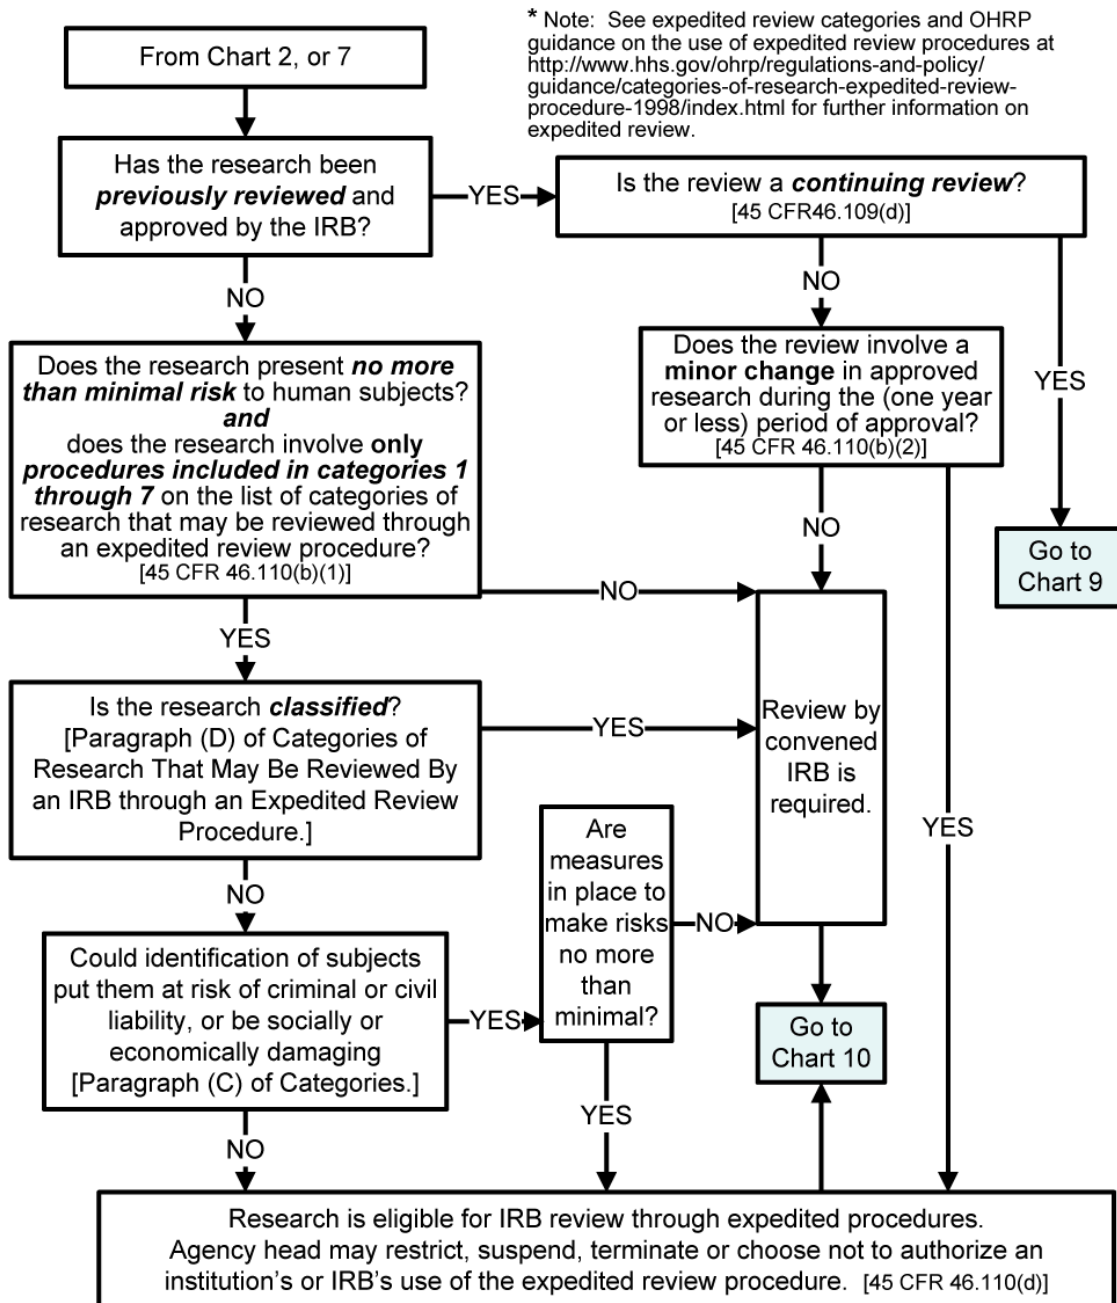 From Chart 2, or 7
* Note: See expedited review categories and OHRP
guidance on the use of expedited review procedures at
http://www.hhs.gov/ohrp/regulations-and-policy/
guidance/categories-of-research-expedited-review-
procedure-1998/index.html for further information on
expedited review.
Has the research been
previously reviewed and
approved by the IRB?
YES
Is the review a continuing review?
[45 CFR46.109(d)]
NO
NO
YES
Does the research present no more
than minimal risk to human subjects?
and
does the research involve only
procedures included in categories 1
through 7 on the list of categories of
research that may be reviewed through
an expedited review procedure?
[45 CFR 46.110(b)(1)]
Does the review involve a
minor change in approved
research during the (one year
or less) period of approval?
[45 CFR 46.110(b)(2)]
NO
Go to
Chart 9
NO
YES
Is the research classified?
[Paragraph (D) of Categories of
Research That May Be Reviewed By
an IRB through an Expedited Review
Procedure.]
YES
Review by
convened
IRB is
required.
YES
NO
Are
measures
in place to
make risks
no more
than
minimal?
NO
Could identification of subjects
put them at risk of criminal or civil
liability, or be socially or
economically damaging
[Paragraph (C) of Categories.]
YES
Go to
Chart 10
YES
NO
Research is eligible for IRB review through expedited procedures.
Agency head may restrict, suspend, terminate or choose not to authorize an
institution's or IRB's use of the expedited review procedure. [45 CFR 46.110(d)]